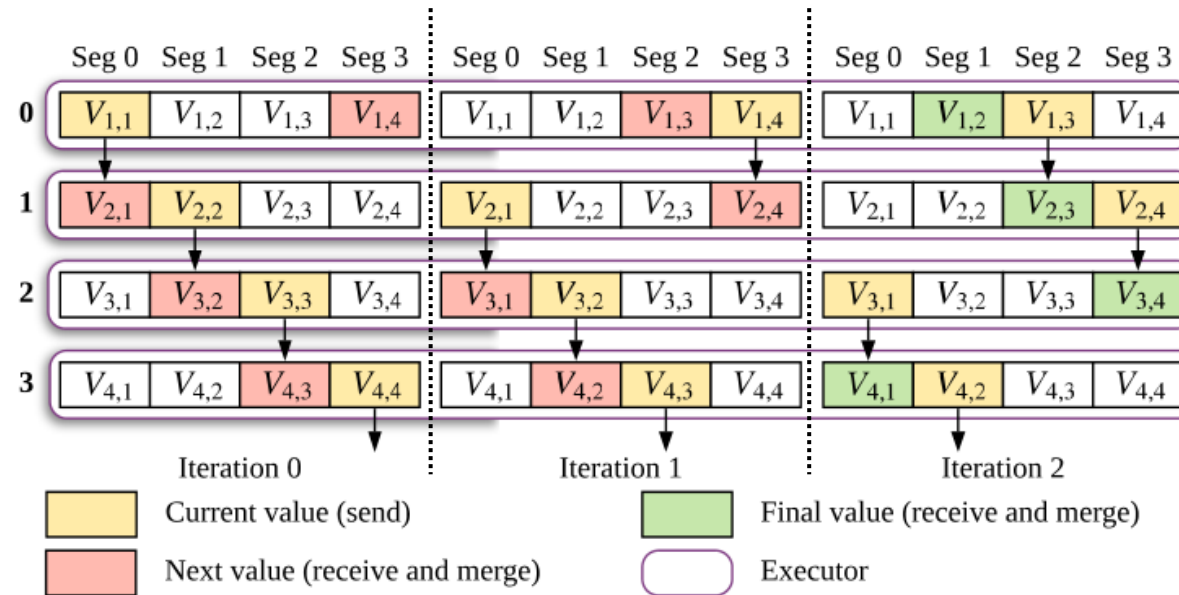 Seg 0 Seg 1 Seg 2 Seg 3 Seg 0 Seg 1 Seg 2 Seg 3 Seg 0 Seg 1 Seg 2 Seg 3
0 V1,1 V1,2 V1,3 V1,4 V1,1 V1,2 V1,3 V1,4 V1,1 V1,2 V1,3 V1,4
1 V2,1 V2,2 V2,3 V2,4 V2,1 V2,2 V2,3 V2,4 V2,1 V2,2 V2,3 V2,4
2 V3,1 V3,2 V3,3 V3,4 V3,1 V3,2 V3,3 V3,4 V3,1 V3,2 V3,3 V3,4
3 V4,1 V4,2 V4,3 V4,4 V4,1 V4,2 V4,3 V4,4 V4,1 V4,2 V4,3 V4,4
Iteration 0 Iteration 1 Iteration 2
Current value (send) Final value (receive and merge)
Next value (receive and merge) Executor